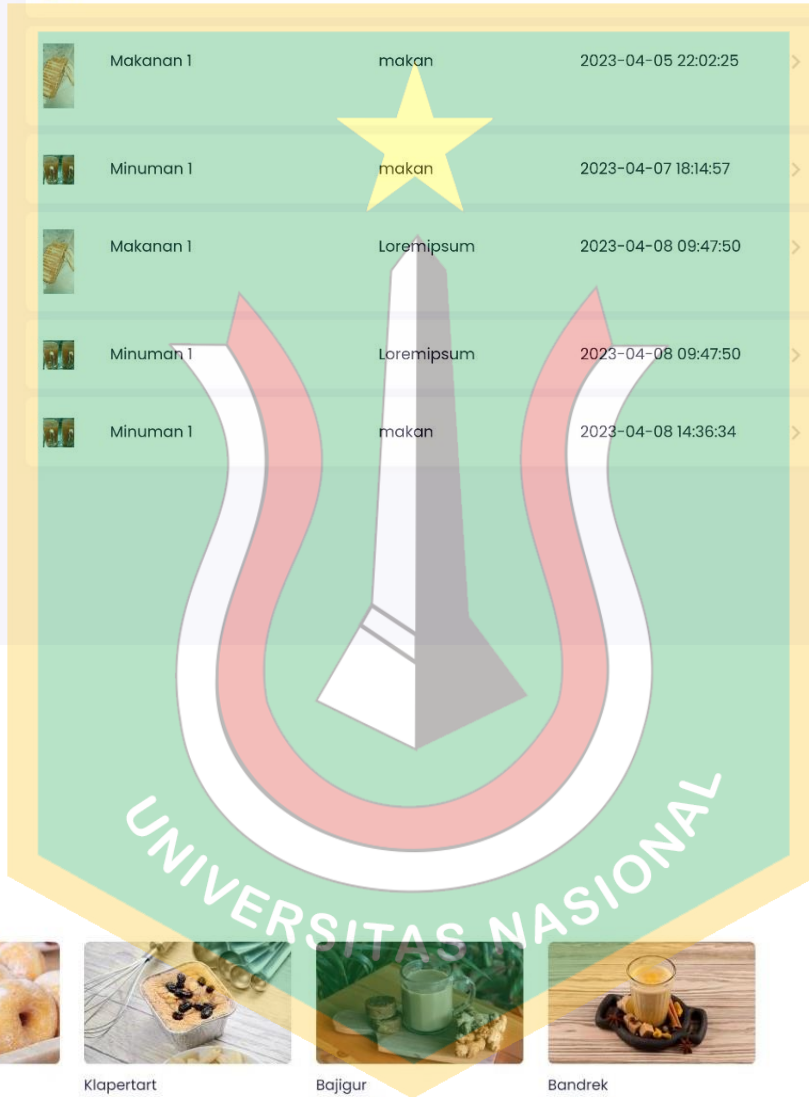 Makanan 1 makan 2023-04-05 22:02:25
Minuman 1 makan 2023-04-07 18:14:57
Makanan 1 Loremipsum 2023-04-08 09:47:50
Minuman 1 Loremipsum 2023-04-08 09:47:50
Minuman 1 makan 2023-04-08 14:36:34
UNIVERSITAS NASIONAL
Klapertart Bajigur Bandrek